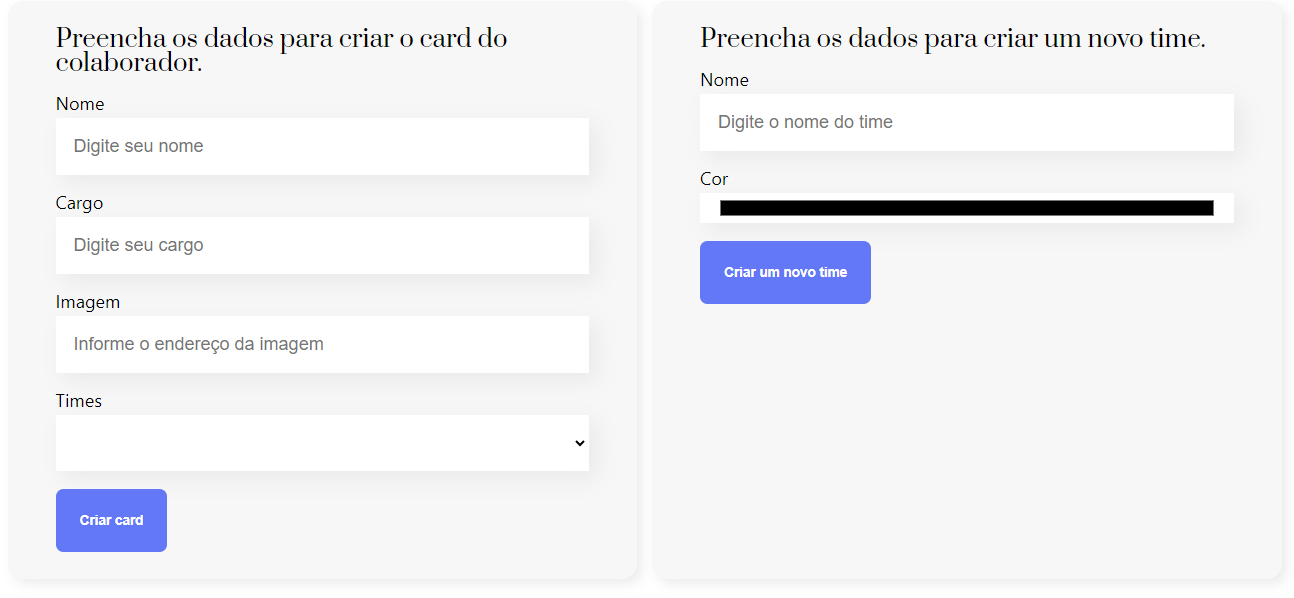 Preencha os dados para criar o card do
colaborador.
Nome
Digite seu nome
Cargo
Digite seu cargo
Imagem
Informe o endereço da imagem
Times
Criar card
Preencha os dados para criar um novo time.
Nome
Digite o nome do time
Cor
Criar um novo time